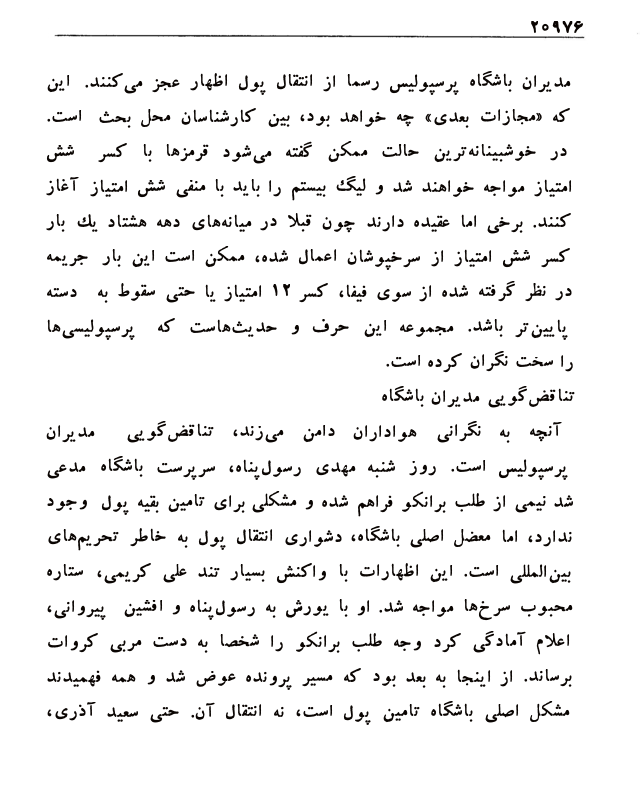 ۲۰۹۷۶
مدیران باشگاه پرسپولیس رسما از انتقال پول اظهار عجز می‌کنند. این
که «مجازات بعدی» چه خواهد بود، بین کارشناسان محل بحث است.
در خوشبینانه‌ترین حالت ممکن گفته می‌شود قرمزها با کسر شش
امتیاز مواجه خواهند شد و لیگ بیستم را باید با منفی شش امتیاز آغاز
کنند. برخی اما عقیده دارند چون قبلا در میانه‌های دهه هشتاد یك بار
کسر شش امتیاز از سرخپوشان اعمال شده، ممکن است این بار جریمه
در نظر گرفته شده از سوی فیفا، کسر ۱۲ امتیاز یا حتی سقوط به دسته
پایین‌تر باشد. مجموعه این حرف و حدیث‌هاست که پرسپولیسی‌ها
را سخت نگران کرده است.
تناقض‌گویی مدیران باشگاه
آنچه به نگرانی هواداران دامن می‌زند، تناقض‌گویی مدیران
پرسپولیس است. روز شنبه مهدی رسول‌پناه، سرپرست باشگاه مدعی
شد نیمی از طلب برانکو فراهم شده و مشکلی برای تامین بقیه پول وجود
ندارد، اما معضل اصلی باشگاه، دشواری انتقال پول به خاطر تحریم‌های
بین‌المللی است. این اظهارات با واکنش بسیار تند علی کریمی، ستاره
محبوب سرخ‌ها مواجه شد. او با یورش به رسول‌پناه و افشین پیروانی،
اعلام آمادگی کرد وجه طلب برانکو را شخصا به دست مربی کروات
برساند. از اینجا به بعد بود که مسیر پرونده عوض شد و همه فهمیدند
مشکل اصلی باشگاه تامین پول است، نه انتقال آن. حتی سعید آذری،